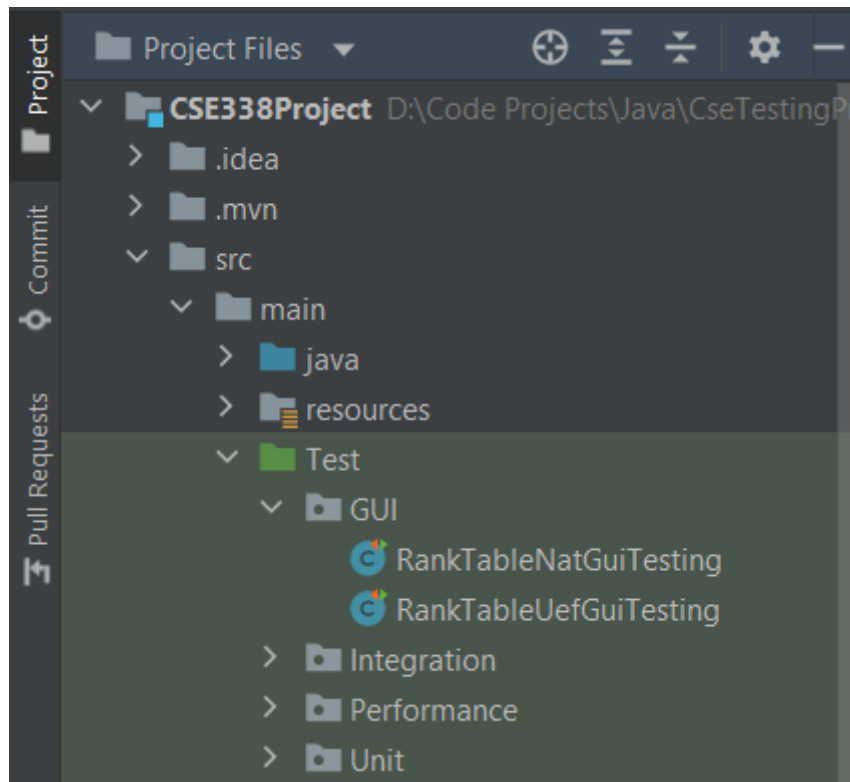 Project
Commit
Pull Requests
Project Files
CSE338Project D:\Code Projects\Java\CseTestingP
.idea
.mvn
src
main
java
resources
Test
GUI
RankTableNatGuiTesting
RankTableUefGuiTesting
Integration
Performance
Unit